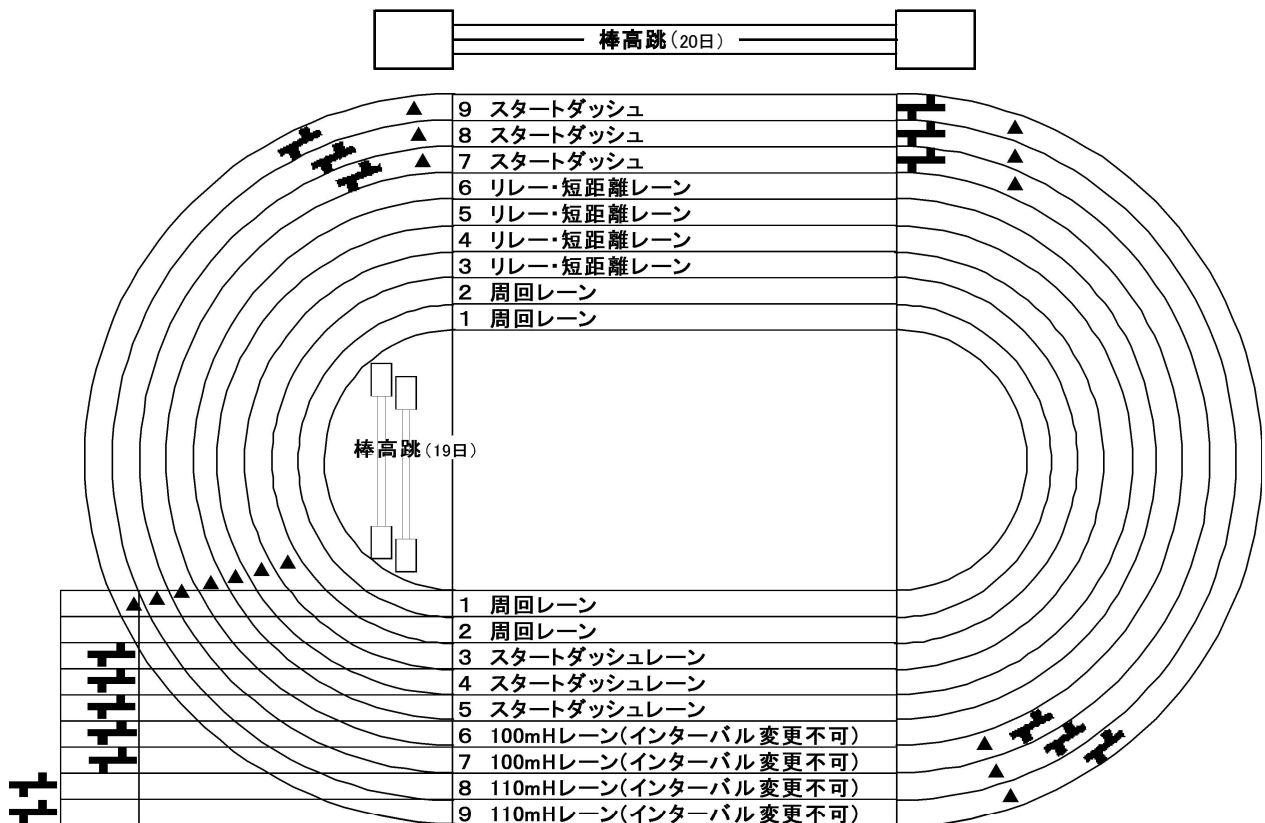 棒高跳(20日)
9 スタートダッシュ
8 スタートダッシュ
7 スタートダッシュ
6 リレー・短距離レーン
5 リレー・短距離レーン
4 リレー・短距離レーン
3 リレー・短距離レーン
2 周回レーン
1 周回レーン
棒高跳(19日)
1 周回レーン
2 周回レーン
3 スタートダッシュレーン
4 スタートダッシュレーン
5 スタートダッシュレーン
6 100mHレーン(インターバル変更不可)
7 100mHレーン(インターバル変更不可)
8 110mHレーン(インターバル変更不可)
9 110mHレーン(インターバル変更不可)